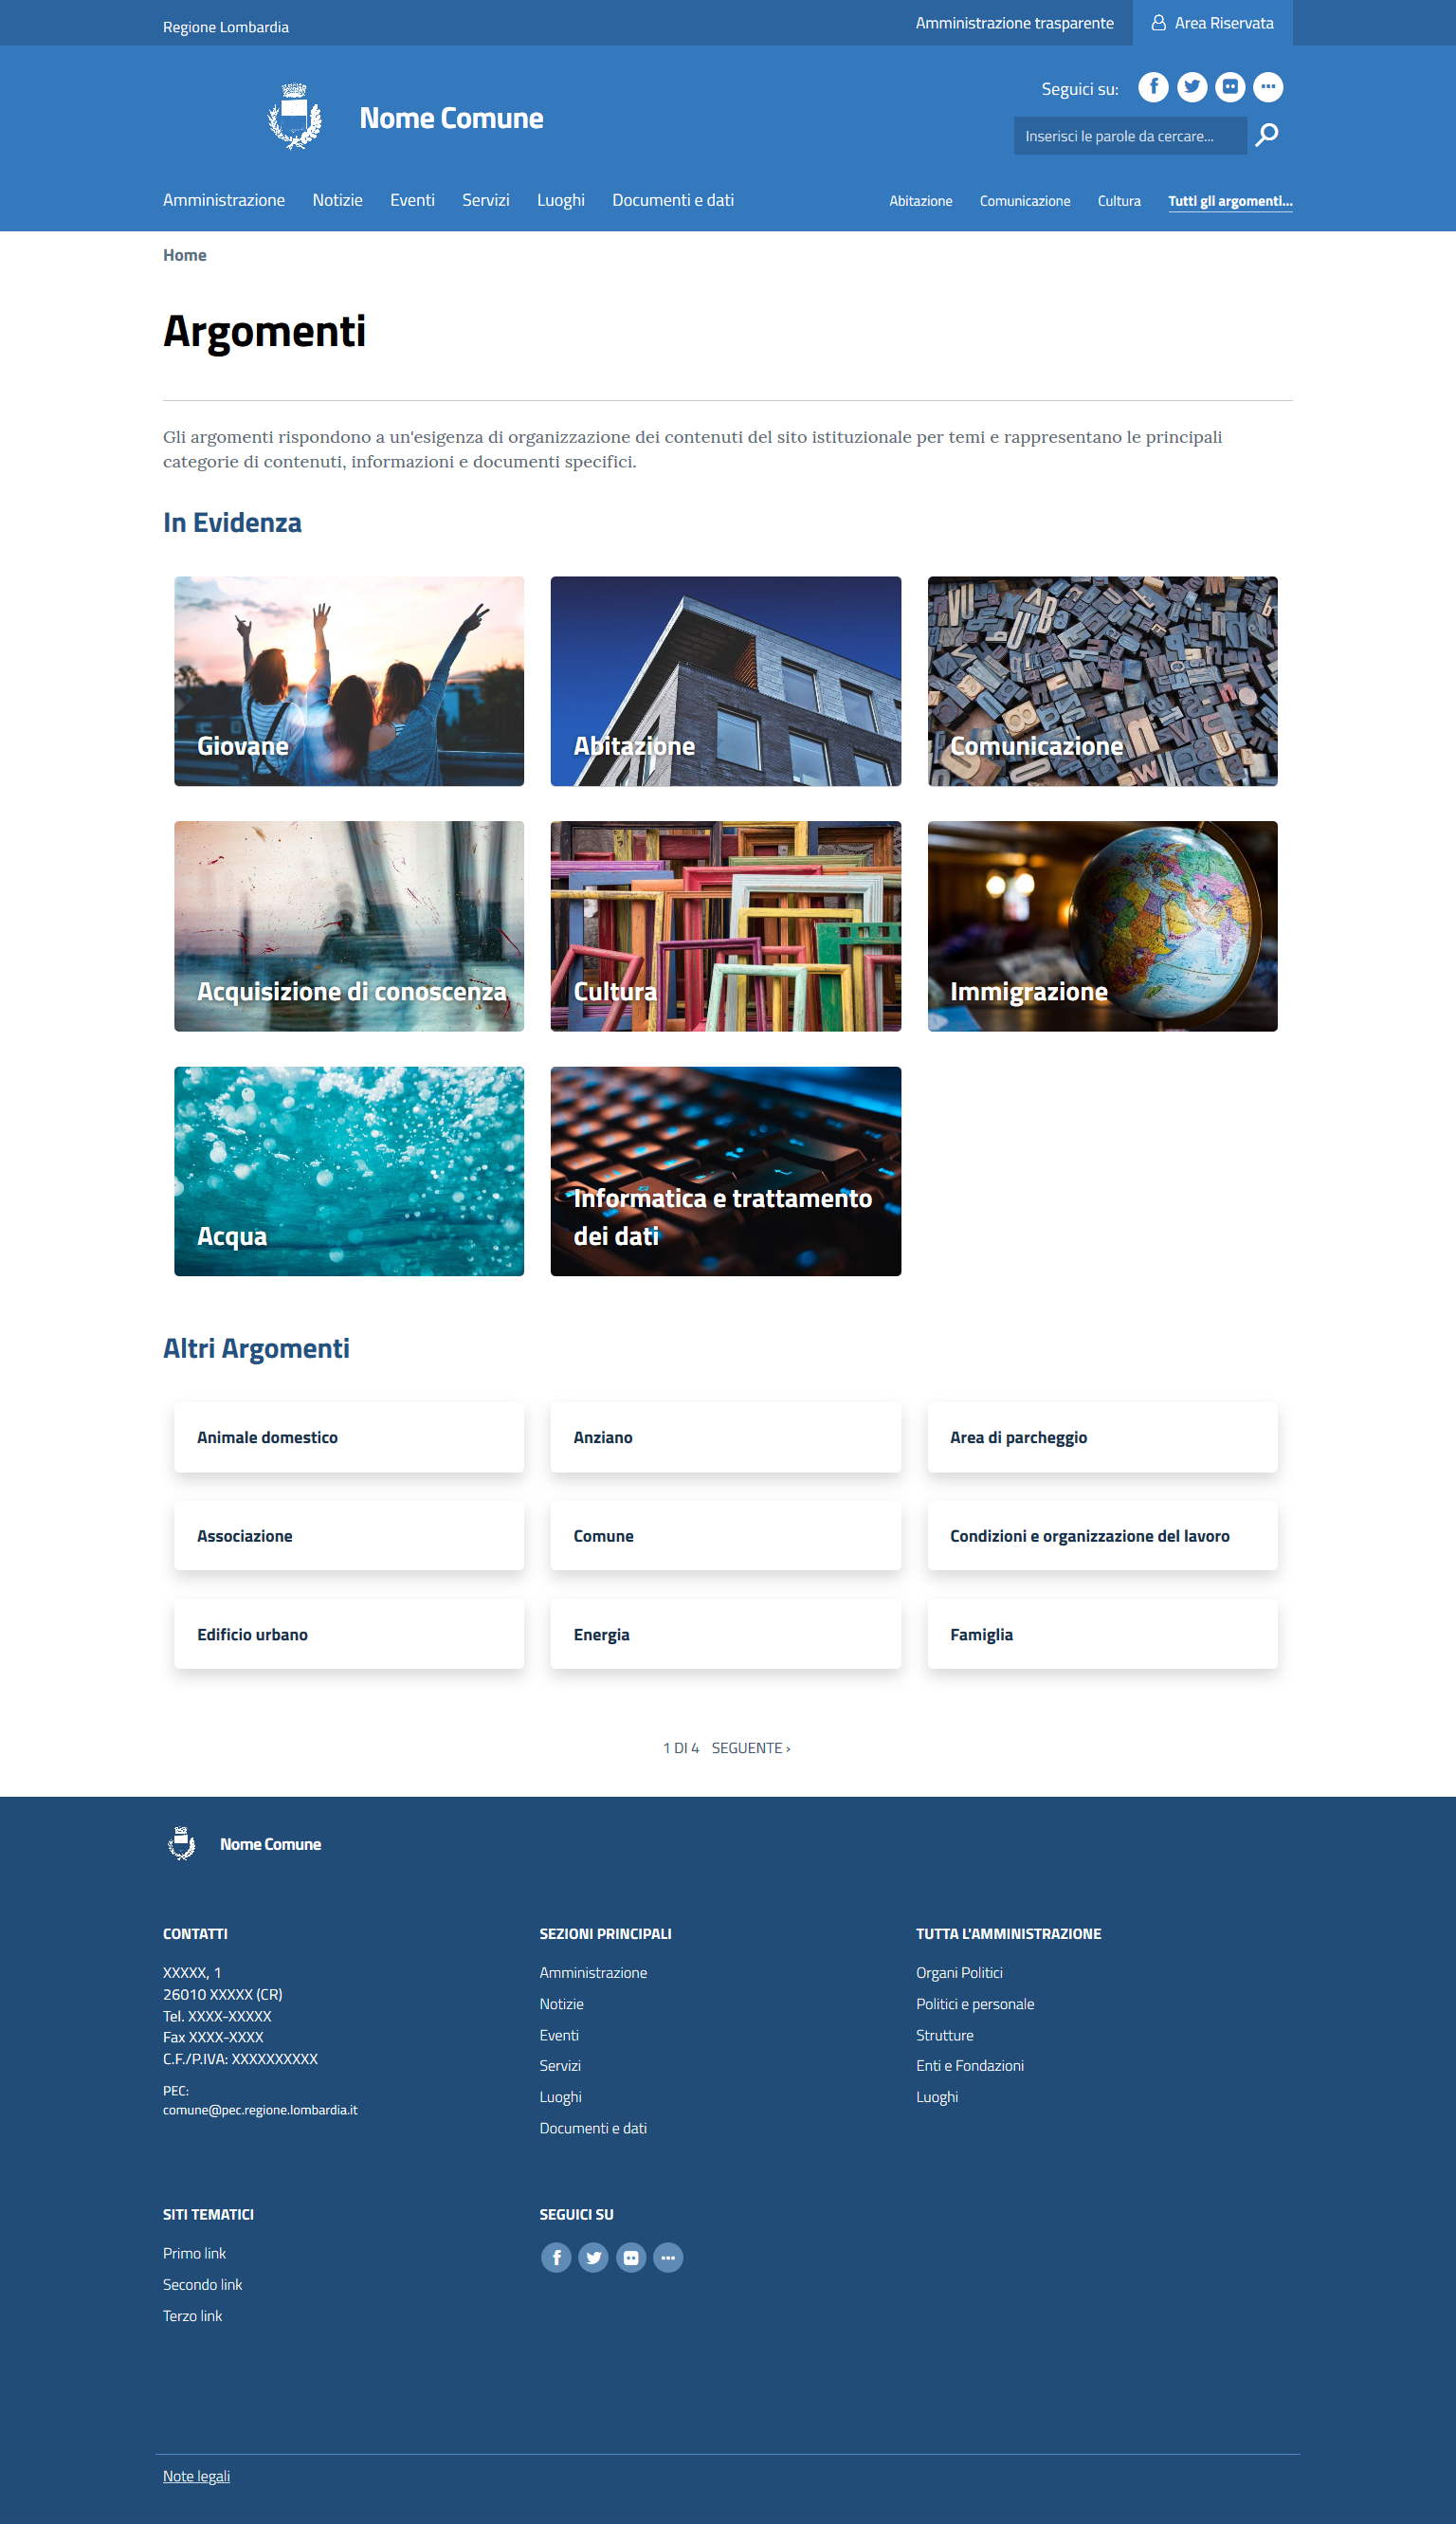 Regione Lombardia
Amministrazione trasparente
Area Riservata
Nome Comune
Seguici su:
Inserisci le parole da cercare...
Amministrazione Notizie Eventi Servizi Luoghi Documenti e dati
Abitazione Comunicazione Cultura Tutti gli argomenti...
Home
Argomenti
Gli argomenti rispondono a un'esigenza di organizzazione dei contenuti del sito istituzionale per temi e rappresentano le principali
categorie di contenuti, informazioni e documenti specifici.
In Evidenza
Giovane
Abitazione
Comunicazione
Acquisizione di conoscenza
Cultura
Immigrazione
Acqua
Informatica e trattamento
dei dati
Altri Argomenti
Animale domestico
Anziano
Area di parcheggio
Associazione
Comune
Condizioni e organizzazione del lavoro
Edificio urbano
Energia
Famiglia
1 DI 4 SEGUENTE ›
Nome Comune
CONTATTI
XXXXX, 1
26010 XXXXX (CR)
Tel. XXXX-XXXXX
Fax XXXX-XXXX
C.F./P.IVA: XXXXXXXXXX
PEC:
comune@pec.regione.lombardia.it
SEZIONI PRINCIPALI
Amministrazione
Notizie
Eventi
Servizi
Luoghi
Documenti e dati
TUTTA L'AMMINISTRAZIONE
Organi Politici
Politici e personale
Strutture
Enti e Fondazioni
Luoghi
SITI TEMATICI
Primo link
Secondo link
Terzo link
SEGUICI SU
Note legali